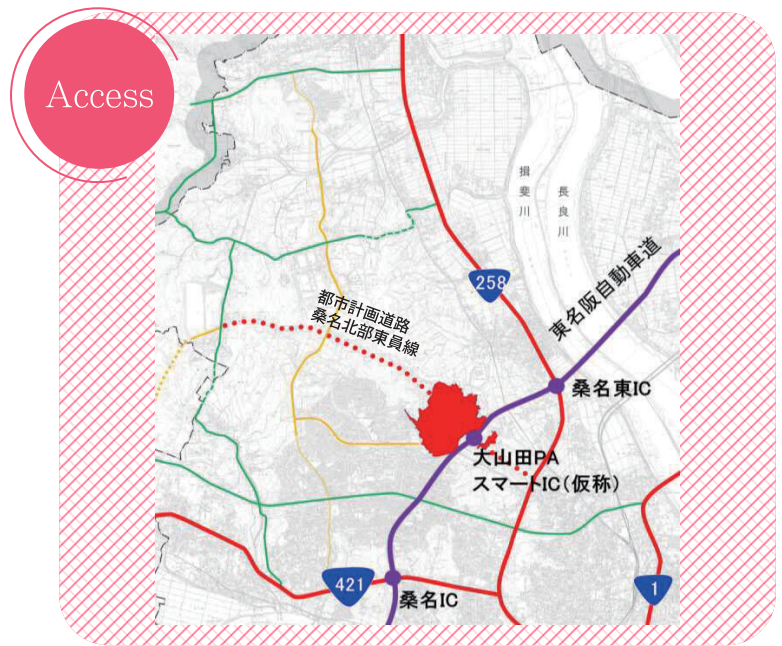 Access
揖斐川
長良川
258
東名阪自動車道
都市計画道路
桑名北部東員線
桑名東IC
大山田PA
スマートIC(仮称)
421
桑名IC
1